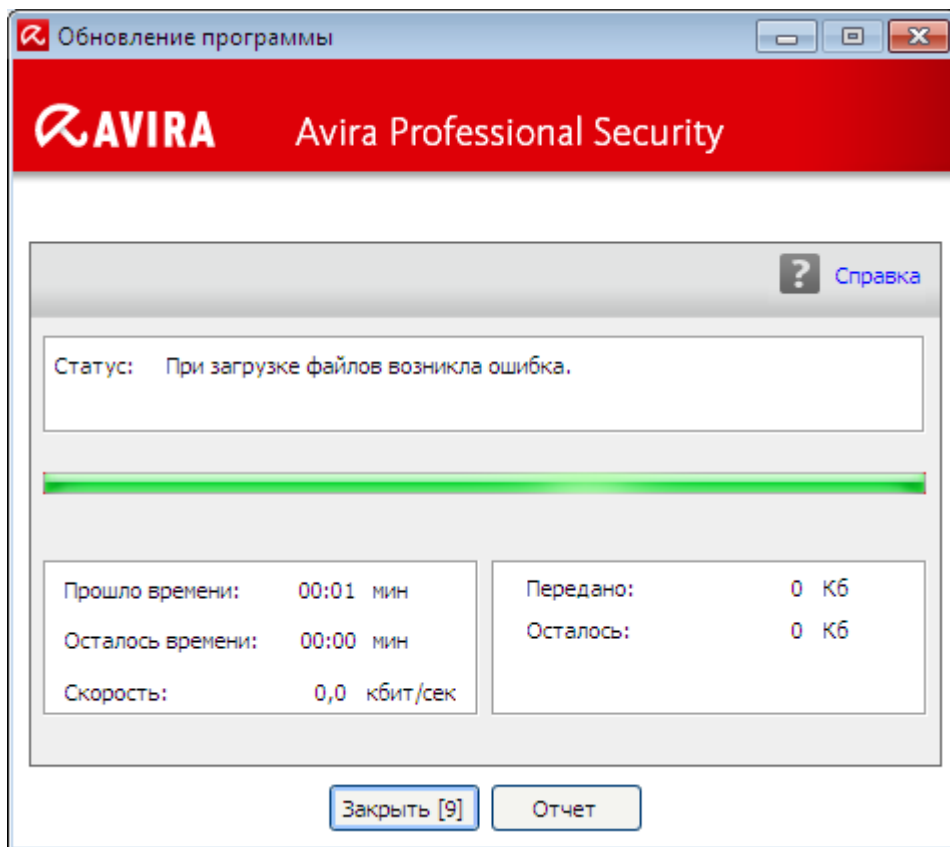 Обновление программы
AVIRA Avira Professional Security
? Справка
Статус: При загрузке файлов возникла ошибка.
Прошло времени: 00:01 мин
Осталось времени: 00:00 мин
Скорость: 0,0 кбит/сек
Передано: 0 Кб
Осталось: 0 Кб
Закрыть [9] Отчет